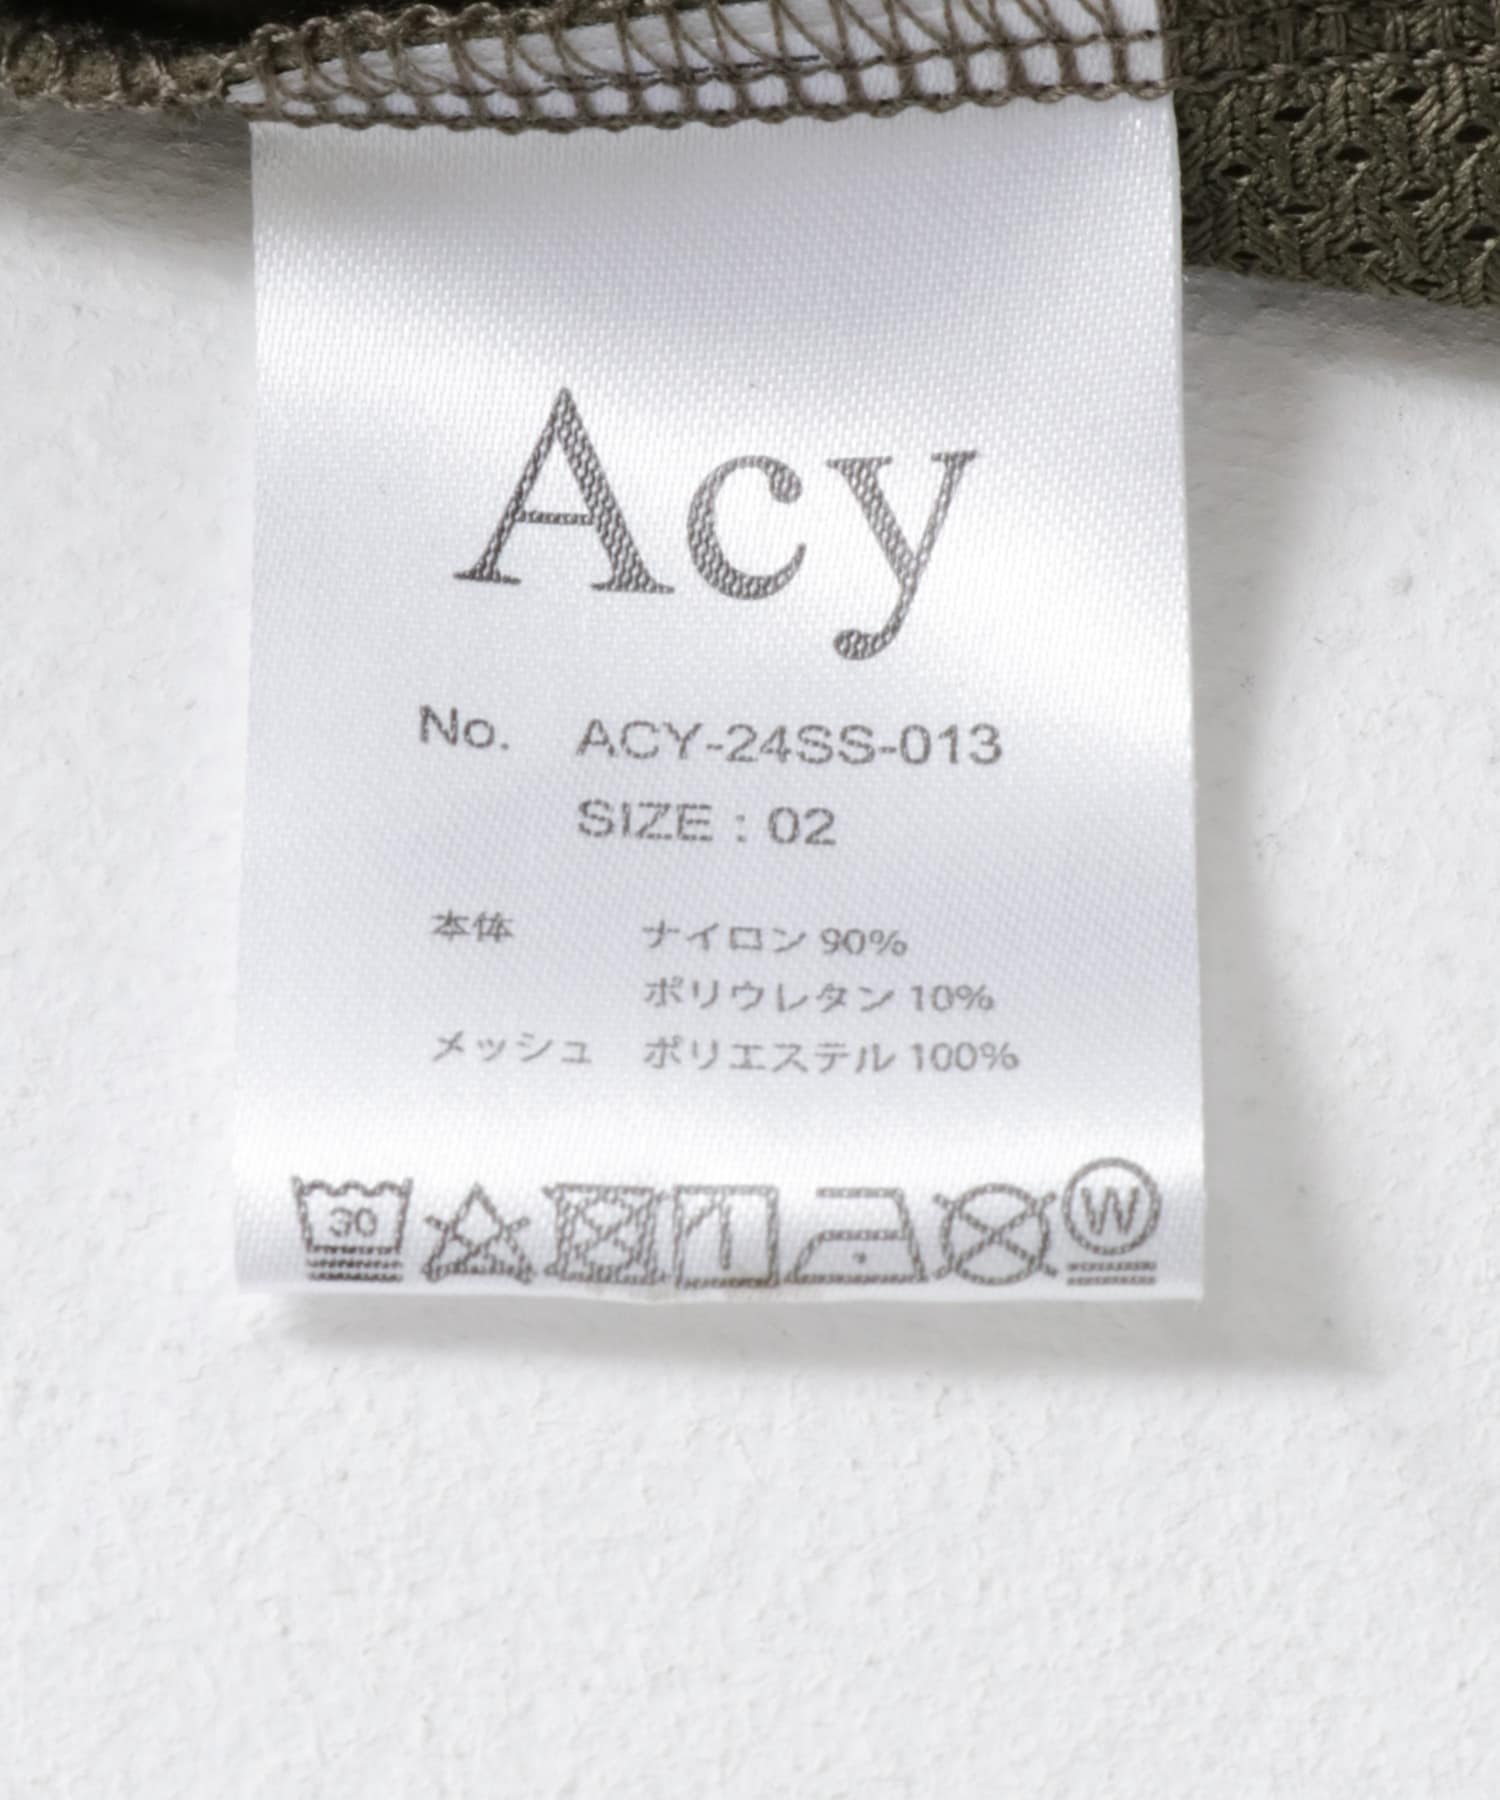 Acy
No. ACY-24SS-013
SIZE : 02
本体 ナイロン 90%
ポリウレタン 10%
メッシュ ポリエステル 100%
30 W